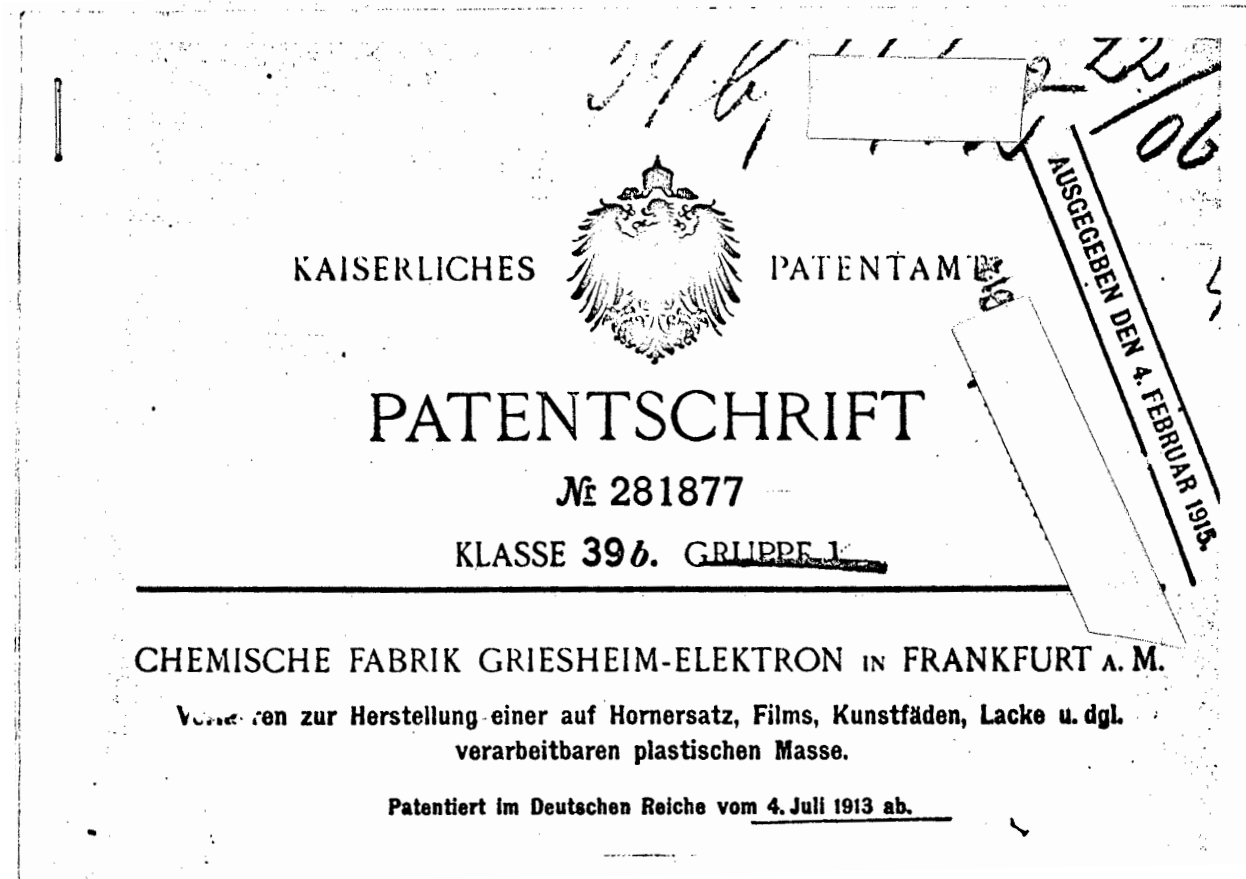 22/06
KAISERLICHES PATENTAMT
AUSGEGEBEN DEN 4. FEBRUAR 1915.
PATENTSCHRIFT
№ 281877
KLASSE 39b. GRUPPE 1
CHEMISCHE FABRIK GRIESHEIM-ELEKTRON IN FRANKFURT A. M.
zur Herstellung einer auf Hornersatz, Films, Kunstfäden, Lacke u. dgl.
verarbeitbaren plastischen Masse.
Patentiert im Deutschen Reiche vom 4. Juli 1913 ab.